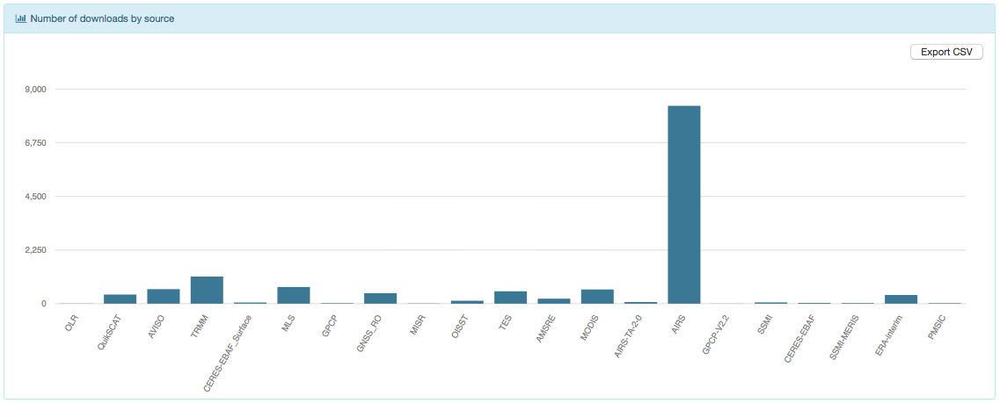 Number of downloads by source
Export CSV
9,000
6,750
4,500
2,250
0
OLR
QuikSCAT
AVISO
TRMM
CERES-EBAF_Surface
MLS
GPCP
GNSS_RO
MISR
OISST
TES
AMSRE
MODIS
AIRS-TA-2-0
AIRS
GPCP-V2.2
SSMI
CERES-EBAF
SSMI-MERIS
ERA-Interim
PMSIC